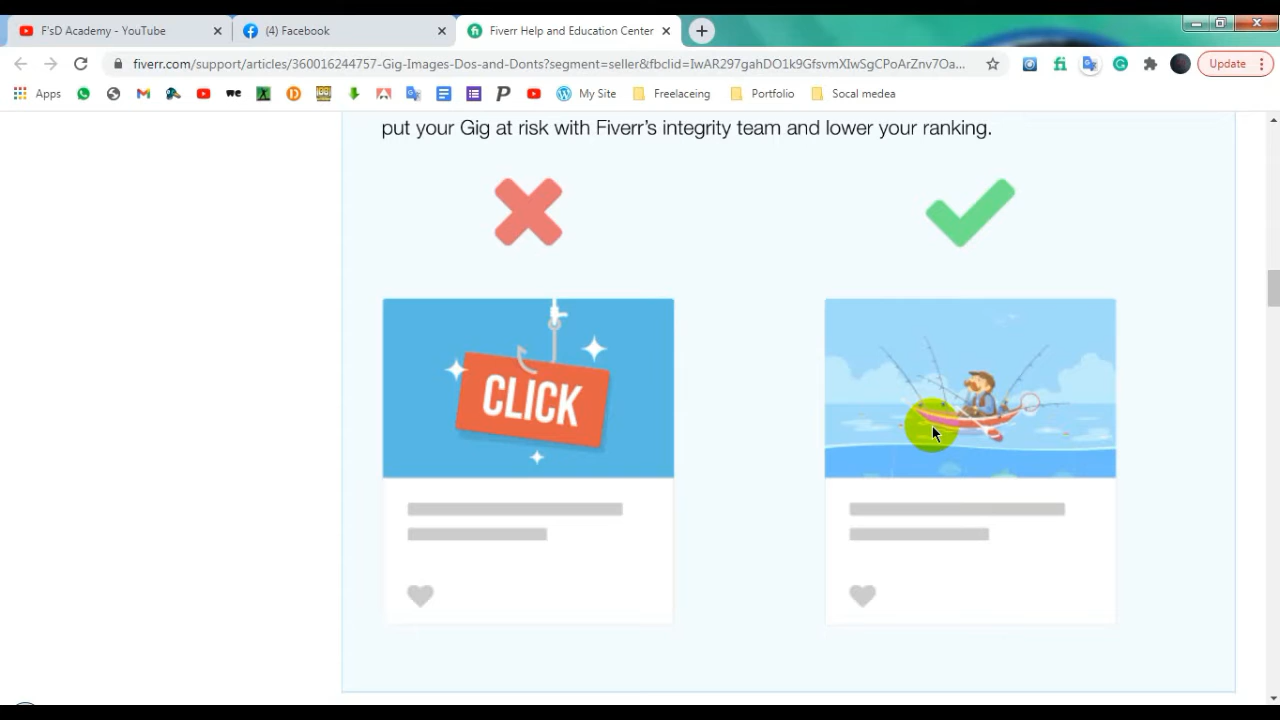 F'sD Academy - YouTube
(4) Facebook
Fiverr Help and Education Center
fiverr.com/support/articles/360016244757-Gig-Images-Dos-and-Donts?segment=seller&fbclid=IwAR297gahDO1k9GfsvmXIwSgCPoArZnv7Oa...
Update
Apps
My Site
Freelaceing
Portfolio
Socal medea
put your Gig at risk with Fiverr's integrity team and lower your ranking.
CLICK